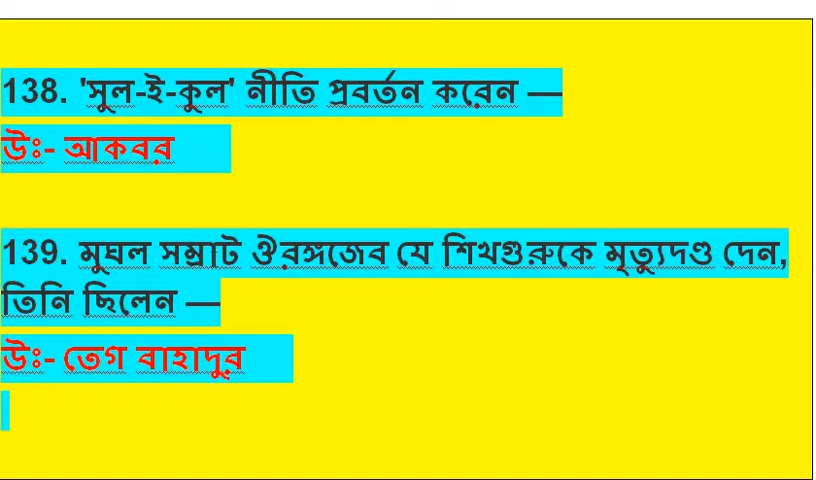 138. 'সুল-ই-কুল' নীতি প্রবর্তন করেন —
উঃ- আকবর
139. মুঘল সম্রাট ঔরঙ্গজেব যে শিখগুরুকে মৃত্যুদণ্ড দেন,
তিনি ছিলেন —
উঃ- তেগ বাহাদুর